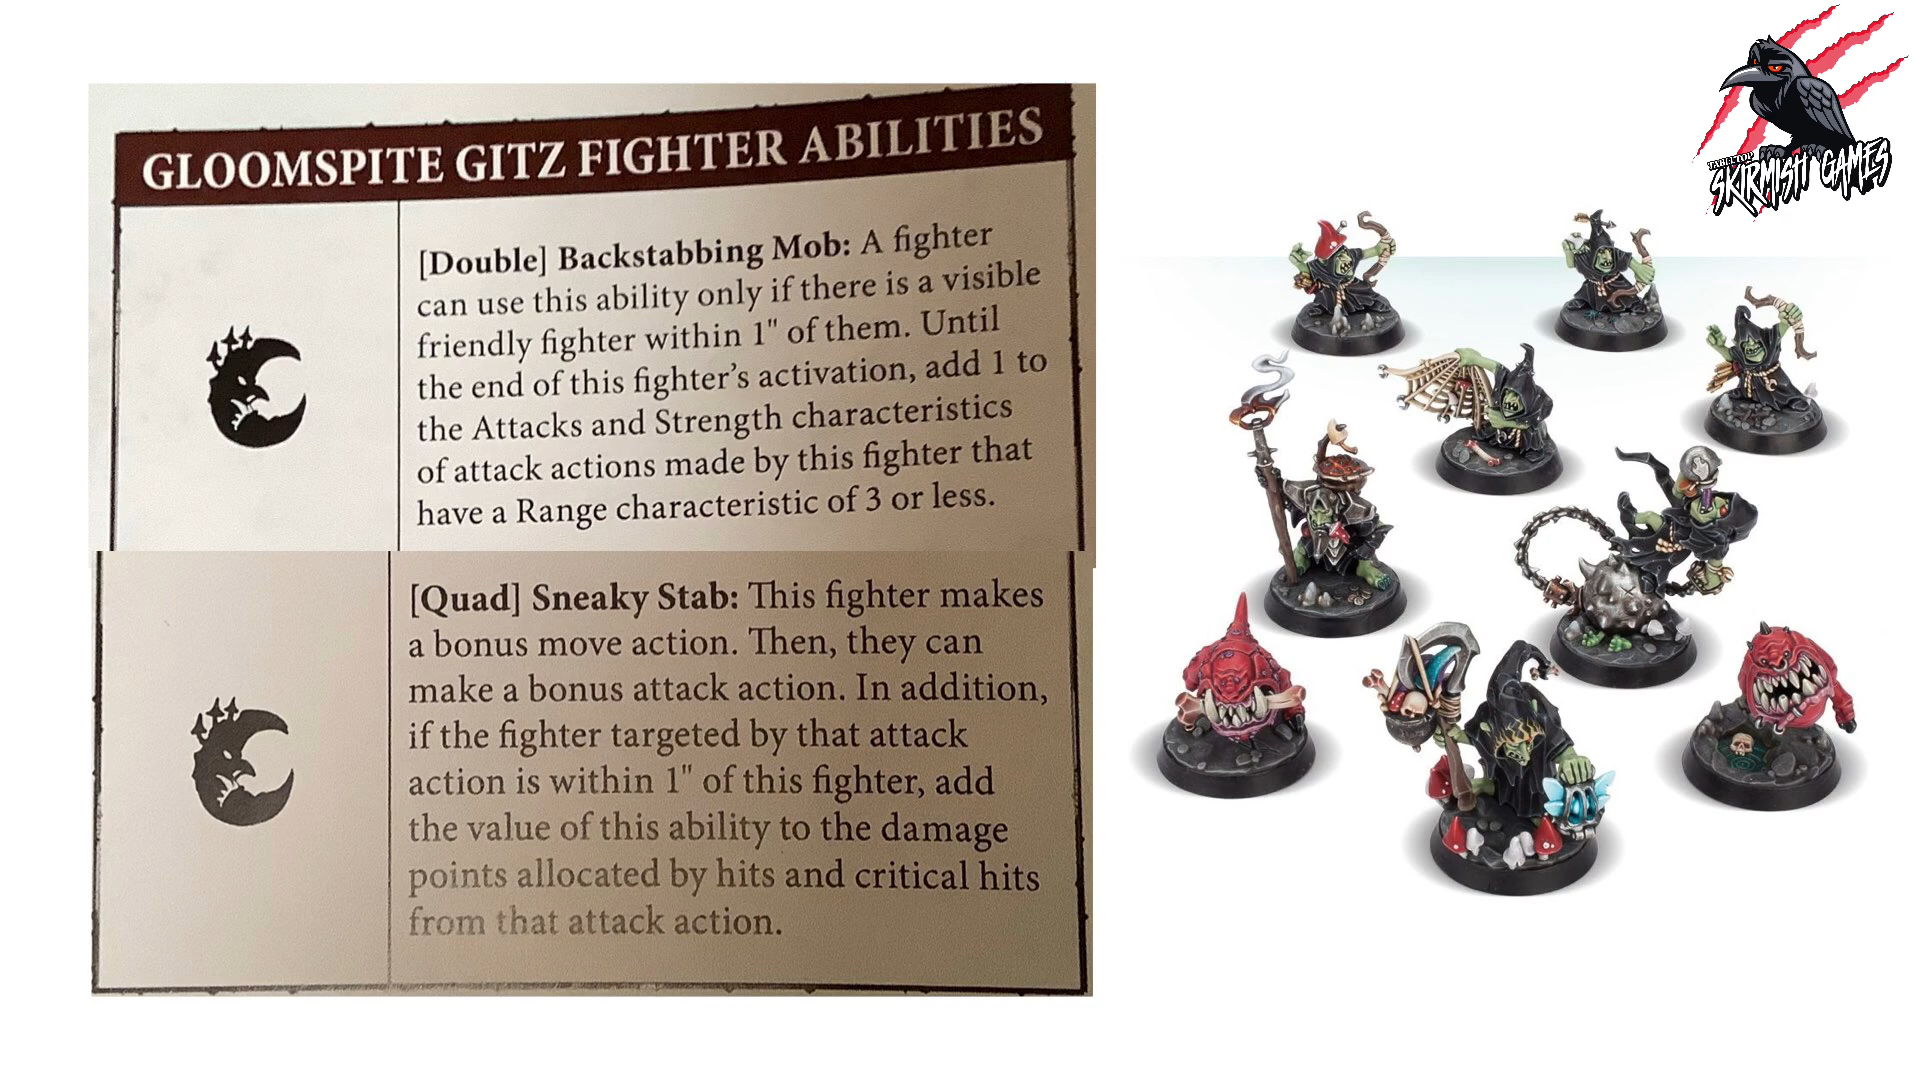 GLOOMSPITE GITZ FIGHTER ABILITIES
[Double] Backstabbing Mob: A fighter
can use this ability only if there is a visible
friendly fighter within 1" of them. Until
the end of this fighter's activation, add 1 to
the Attacks and Strength characteristics
of attack actions made by this fighter that
have a Range characteristic of 3 or less.
[Quad] Sneaky Stab: This fighter makes
a bonus move action. Then, they can
make a bonus attack action. In addition,
if the fighter targeted by that attack
action is within 1" of this fighter, add
the value of this ability to the damage
points allocated by hits and critical hits
from that attack action.
TABLETOP
SKIRMISH GAMES